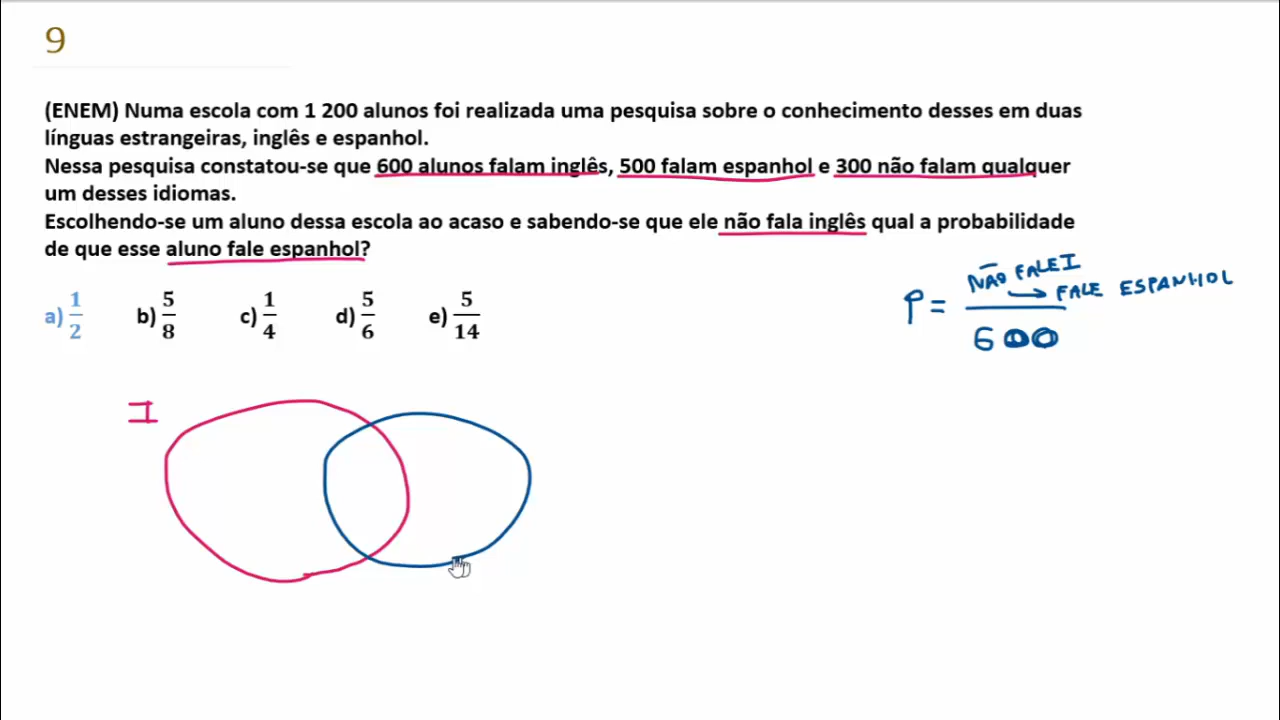 9
(ENEM) Numa escola com 1 200 alunos foi realizada uma pesquisa sobre o conhecimento desses em duas
línguas estrangeiras, inglês e espanhol.
Nessa pesquisa constatou-se que 600 alunos falam inglês, 500 falam espanhol e 300 não falam qualquer
um desses idiomas.
Escolhendo-se um aluno dessa escola ao acaso e sabendo-se que ele não fala inglês qual a probabilidade
de que esse aluno fale espanhol?
a) 1/2 b) 5/8 c) 1/4 d) 5/6 e) 5/14
NÃO FALE I
→ FALE ESPANHOL
P =
600
I